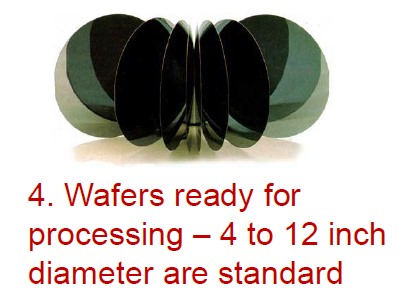 4. Wafers ready for
processing – 4 to 12 inch
diameter are standard